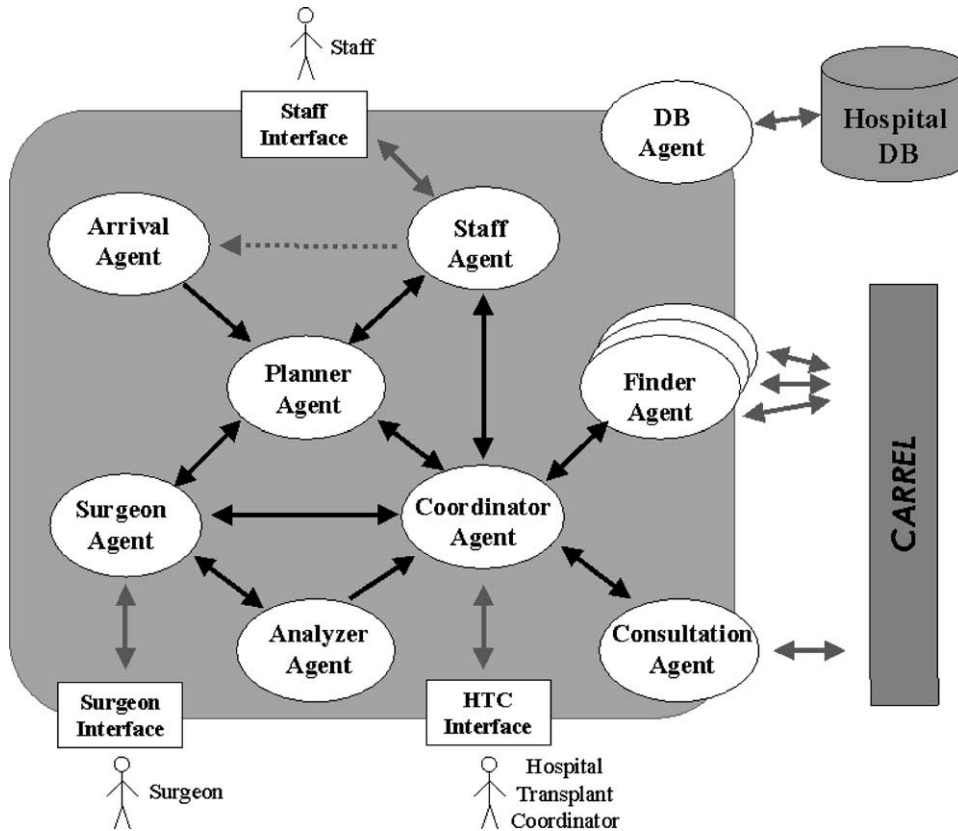 Staff
Staff
Interface
DB
Agent
Hospital
DB
Arrival
Agent
Staff
Agent
Planner
Agent
Finder
Agent
Surgeon
Agent
Coordinator
Agent
CARREL
Analyzer
Agent
Consultation
Agent
Surgeon
Interface
HTC
Interface
Surgeon
Hospital
Transplant
Coordinator